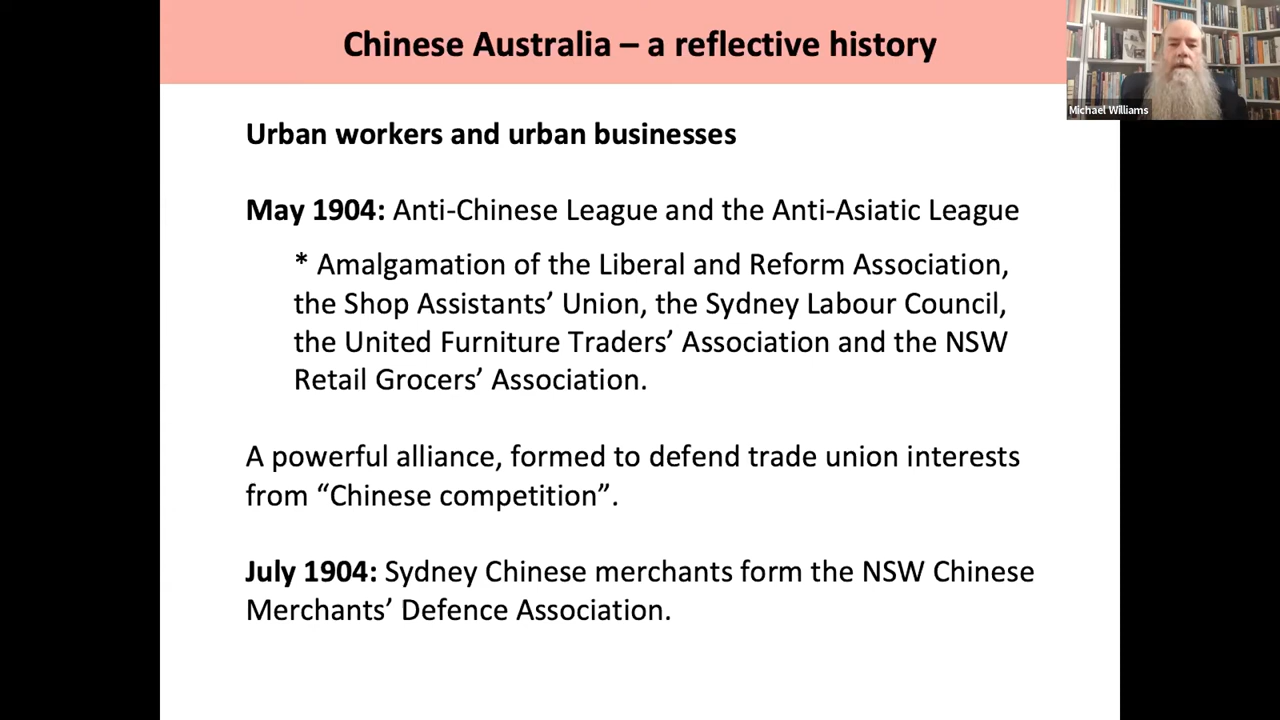 Chinese Australia – a reflective history
Michael Williams
Urban workers and urban businesses
May 1904: Anti-Chinese League and the Anti-Asiatic League
* Amalgamation of the Liberal and Reform Association,
the Shop Assistants’ Union, the Sydney Labour Council,
the United Furniture Traders’ Association and the NSW
Retail Grocers’ Association.
A powerful alliance, formed to defend trade union interests
from “Chinese competition”.
July 1904: Sydney Chinese merchants form the NSW Chinese
Merchants’ Defence Association.